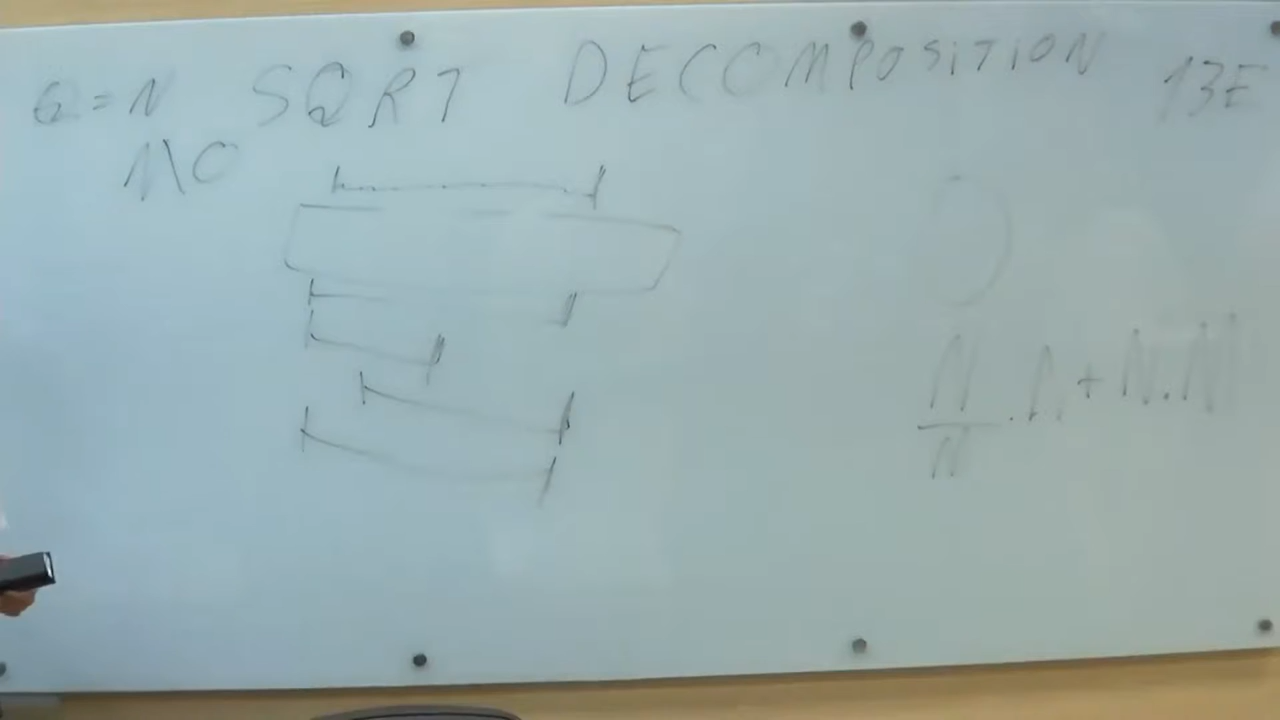 Q=N SQRT DECOMPOSITION 13E
MO
N/N . N + N.N